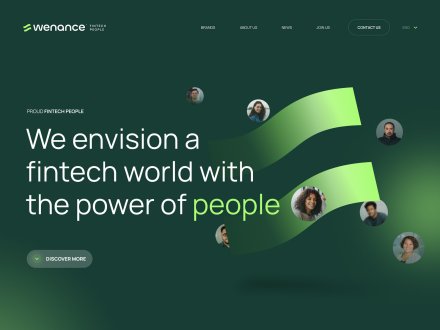 wenance
FINTECH
PEOPLE
BRANDS
ABOUT US
NEWS
JOIN US
CONTACT US
ENG
PROUD FINTECH PEOPLE
We envision a
fintech world with
the power of people
DISCOVER MORE